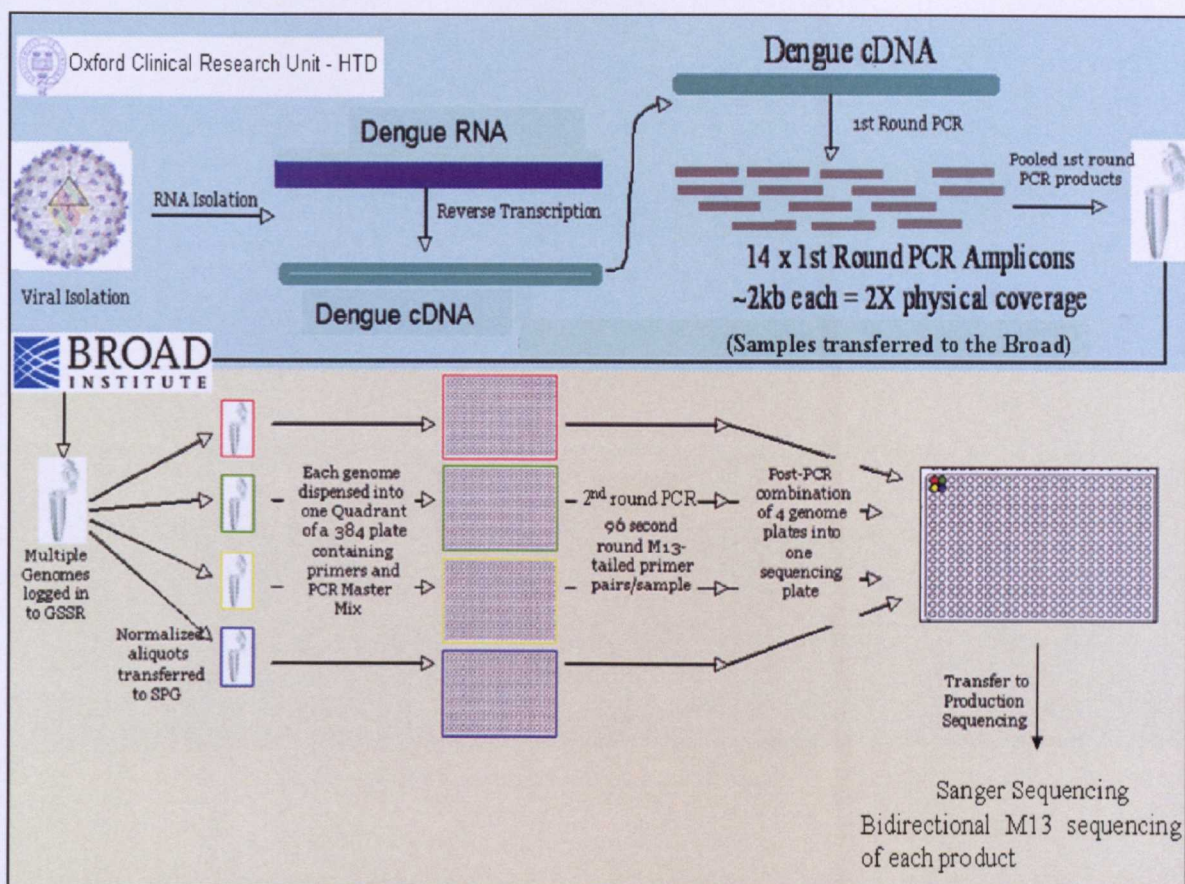 Oxford Clinical Research Unit - HTD
Dengue cDNA
1st Round PCR
Dengue RNA
RNA Isolation
Reverse Transcription
Pooled 1st round
PCR products
Viral Isolation
Dengue cDNA
14 x 1st Round PCR Amplicons
~2kb each = 2X physical coverage
(Samples transferred to the Broad)
BROAD
INSTITUTE
Multiple
Genomes
logged in
to GSSR
Normalized
aliquots
transferred
to SPG
Each genome
dispensed into
one Quadrant
of a 384 plate
containing
primers and
PCR Master
Mix
2nd round PCR
96 second
round M13-
tailed primer
pairs/sample
Post-PCR
combination
of 4 genome
plates into
one
sequencing
plate
Transfer to
Production
Sequencing
Sanger Sequencing
Bidirectional M13 sequencing
of each product